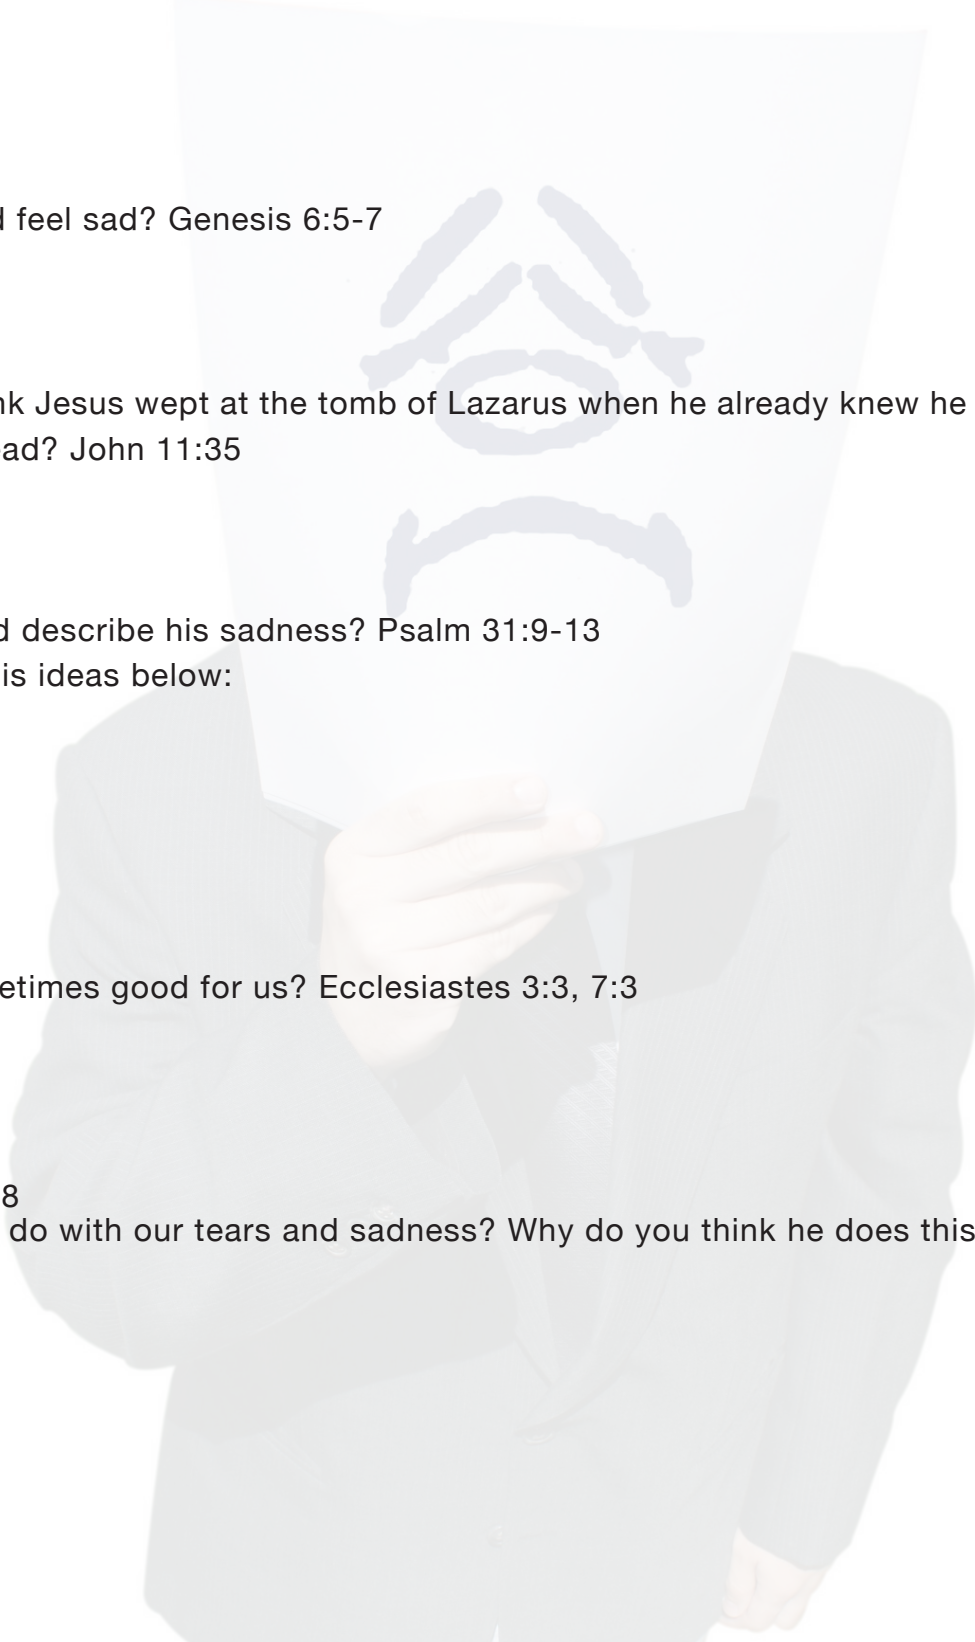 d feel sad? Genesis 6:5-7
nk Jesus wept at the tomb of Lazarus when he already knew he
ad? John 11:35
d describe his sadness? Psalm 31:9-13
is ideas below:
etimes good for us? Ecclesiastes 3:3, 7:3
8
do with our tears and sadness? Why do you think he does this